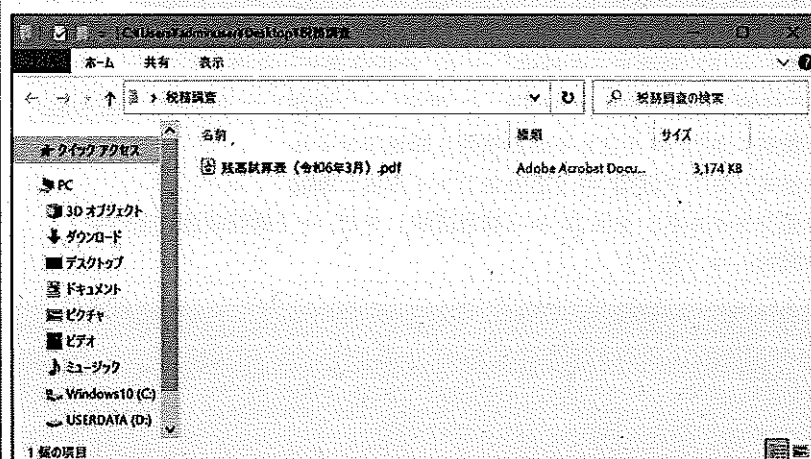 C:¥Users¥adminuser¥Desktop¥税務調査
ホーム 共有 表示
税務調査
税務調査の検索
名前 種類 サイズ
残高試算表（令和06年3月）.pdf Adobe Acrobat Docu... 3,174 KB
クイック アクセス
PC
3D オブジェクト
ダウンロード
デスクトップ
ドキュメント
ピクチャ
ビデオ
ミュージック
Windows10 (C:)
USERDATA (D:)
1 個の項目